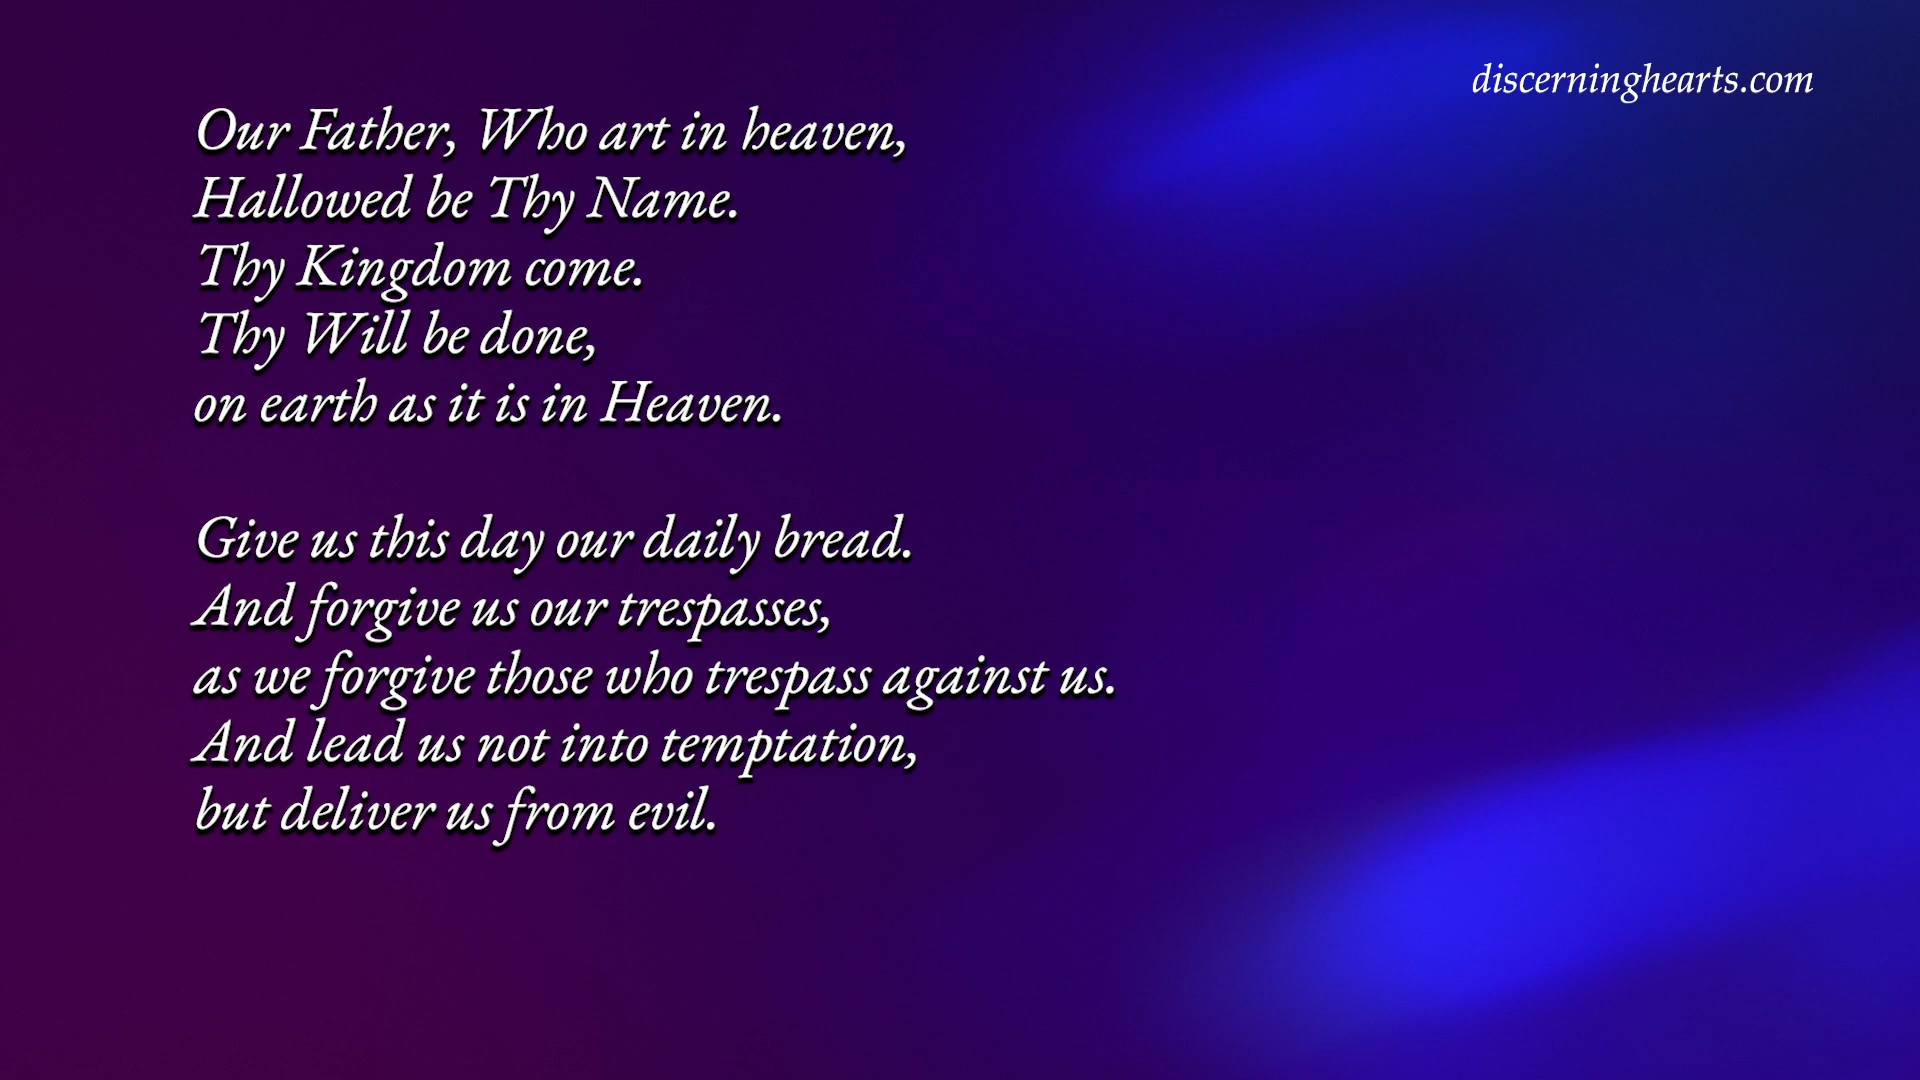 discerninghearts.com
Our Father, Who art in heaven,
Hallowed be Thy Name.
Thy Kingdom come.
Thy Will be done,
on earth as it is in Heaven.
Give us this day our daily bread.
And forgive us our trespasses,
as we forgive those who trespass against us.
And lead us not into temptation,
but deliver us from evil.